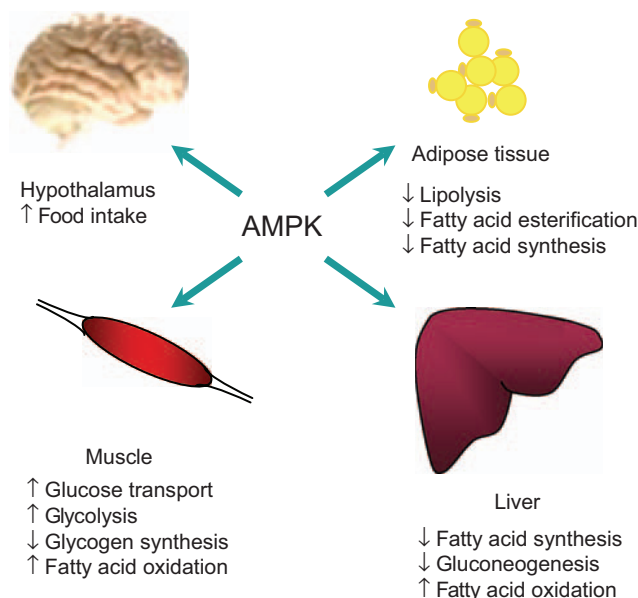 Hypothalamus
↑ Food intake
Adipose tissue
↓ Lipolysis
↓ Fatty acid esterification
↓ Fatty acid synthesis
AMPK
Muscle
↑ Glucose transport
↑ Glycolysis
↓ Glycogen synthesis
↑ Fatty acid oxidation
Liver
↓ Fatty acid synthesis
↓ Gluconeogenesis
↑ Fatty acid oxidation